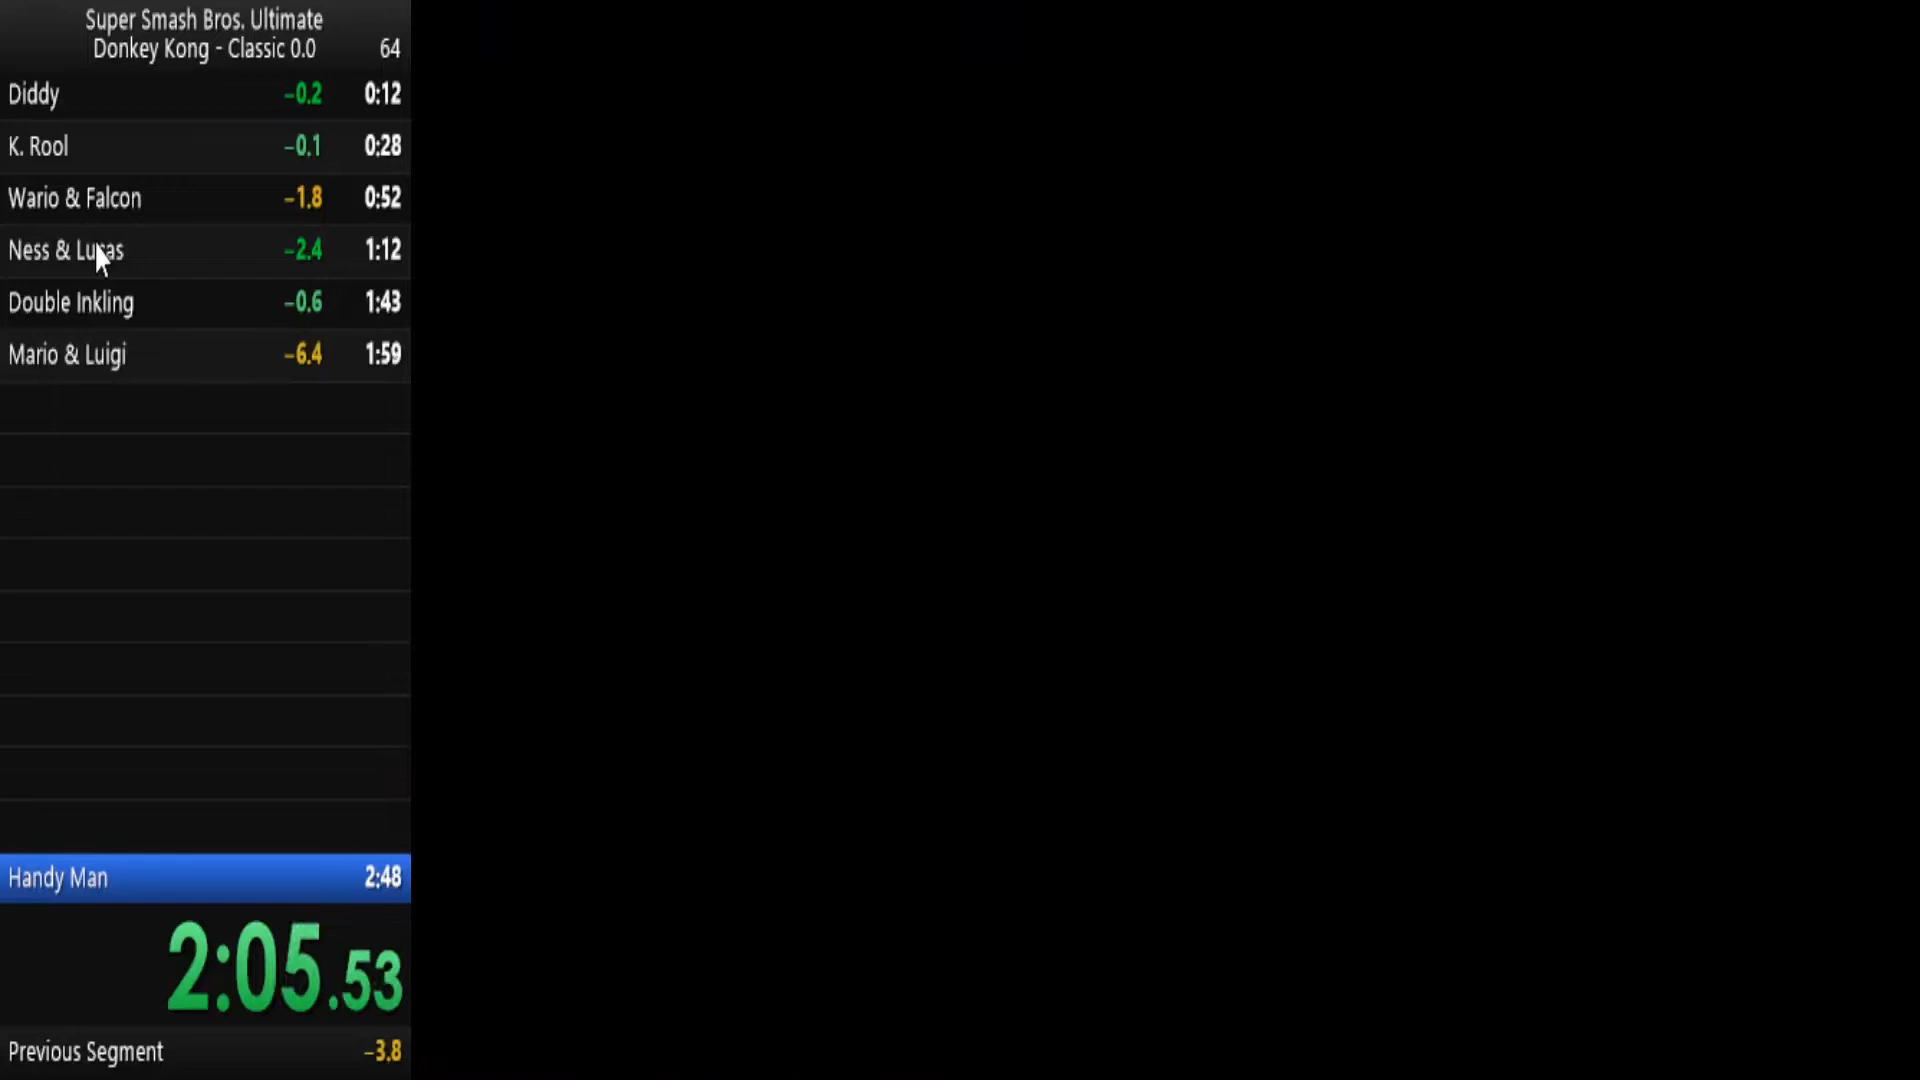 Super Smash Bros. Ultimate
Donkey Kong - Classic 0.0 64
Diddy −0.2 0:12
K. Rool −0.1 0:28
Wario & Falcon −1.8 0:52
Ness & Lucas −2.4 1:12
Double Inkling −0.6 1:43
Mario & Luigi −6.4 1:59
Handy Man 2:48
2:05.53
Previous Segment −3.8